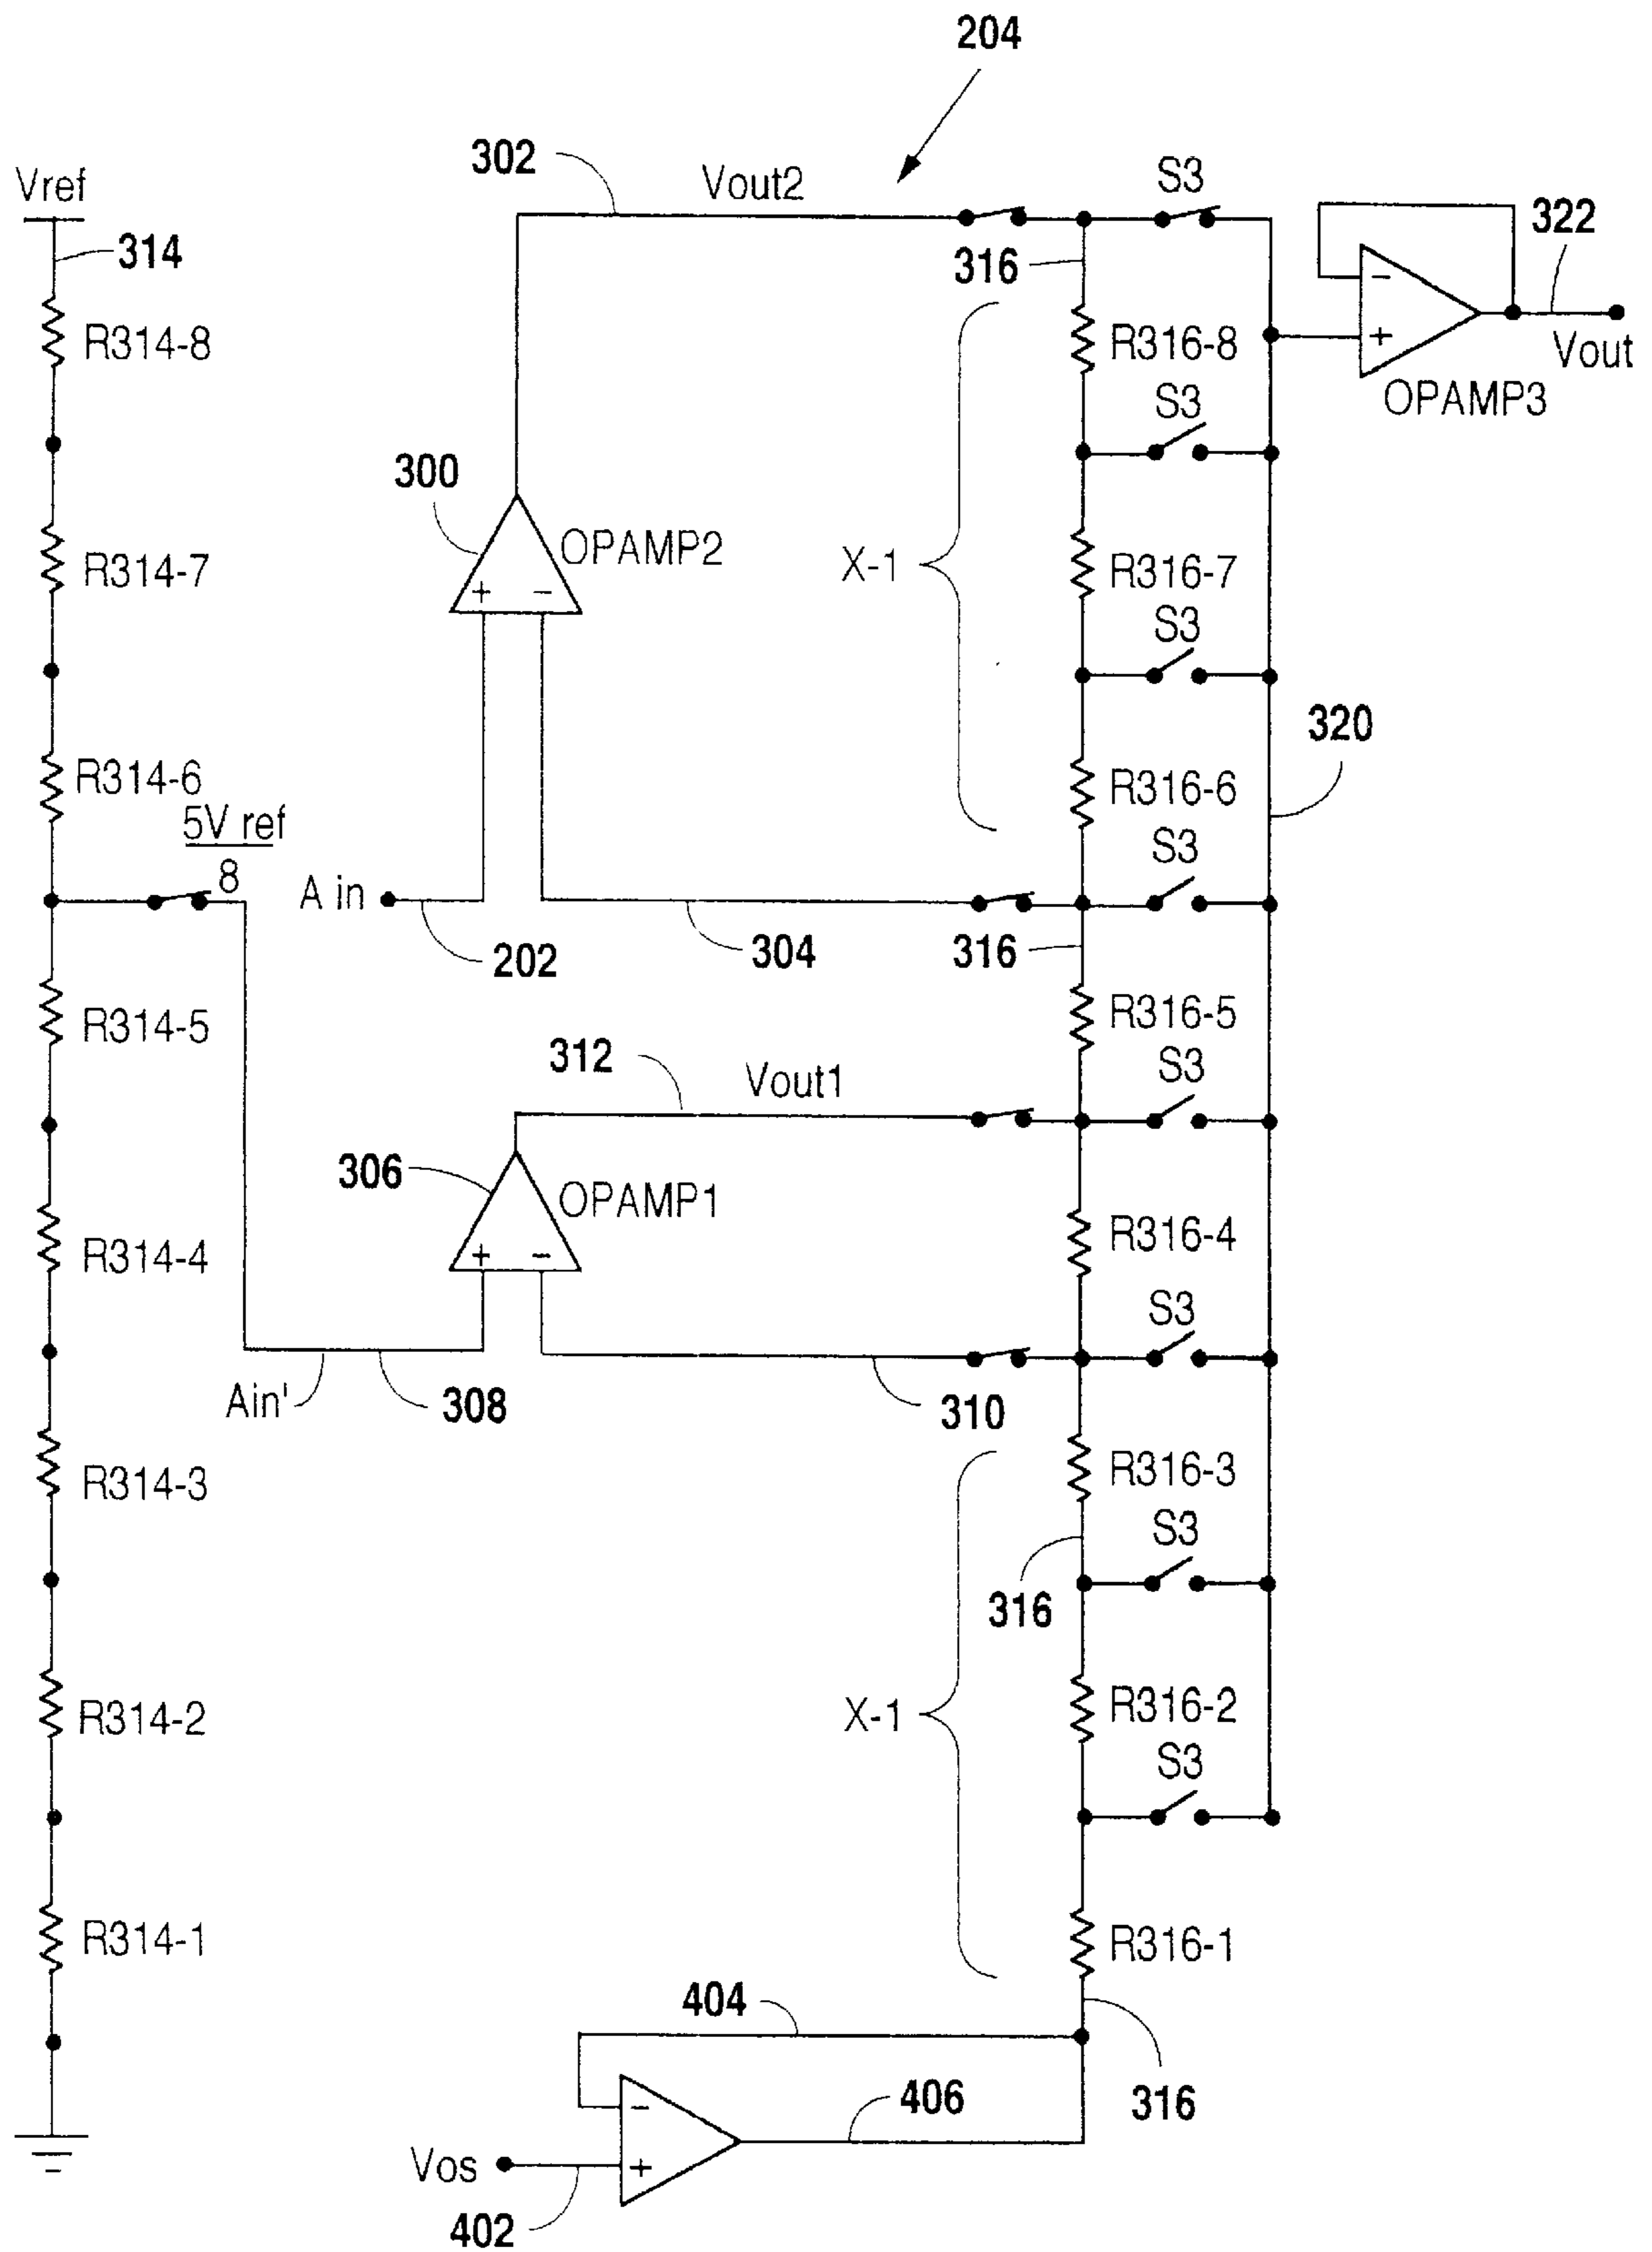 204
302
Vout2
S3
Vref
314
316
322
Vout
−
+
OPAMP3
R314-8
R316-8
S3
300
OPAMP2
+ −
X-1
R314-7
R316-7
S3
R314-6
R316-6
320
5V ref
8
S3
A in
202
304
316
R314-5
R316-5
312
Vout1
S3
306
OPAMP1
+ −
R314-4
R316-4
S3
Ain'
308
310
R314-3
R316-3
S3
316
X-1
R314-2
R316-2
S3
R314-1
R316-1
404
316
−
+
406
Vos
402